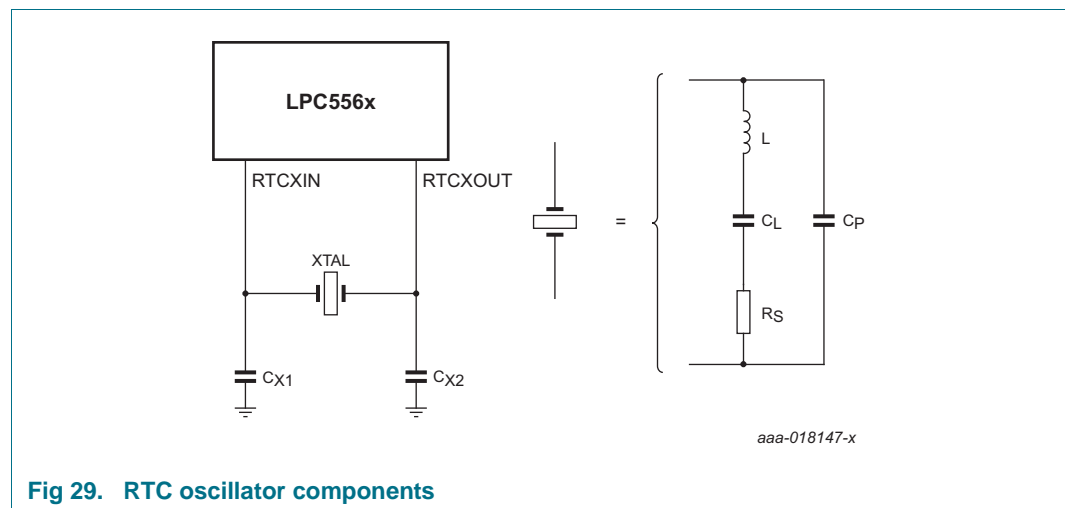 LPC556x
RTCXIN
RTCXOUT
XTAL
CX1
CX2
=
L
CL
CP
RS
aaa-018147-x
Fig 29. RTC oscillator components